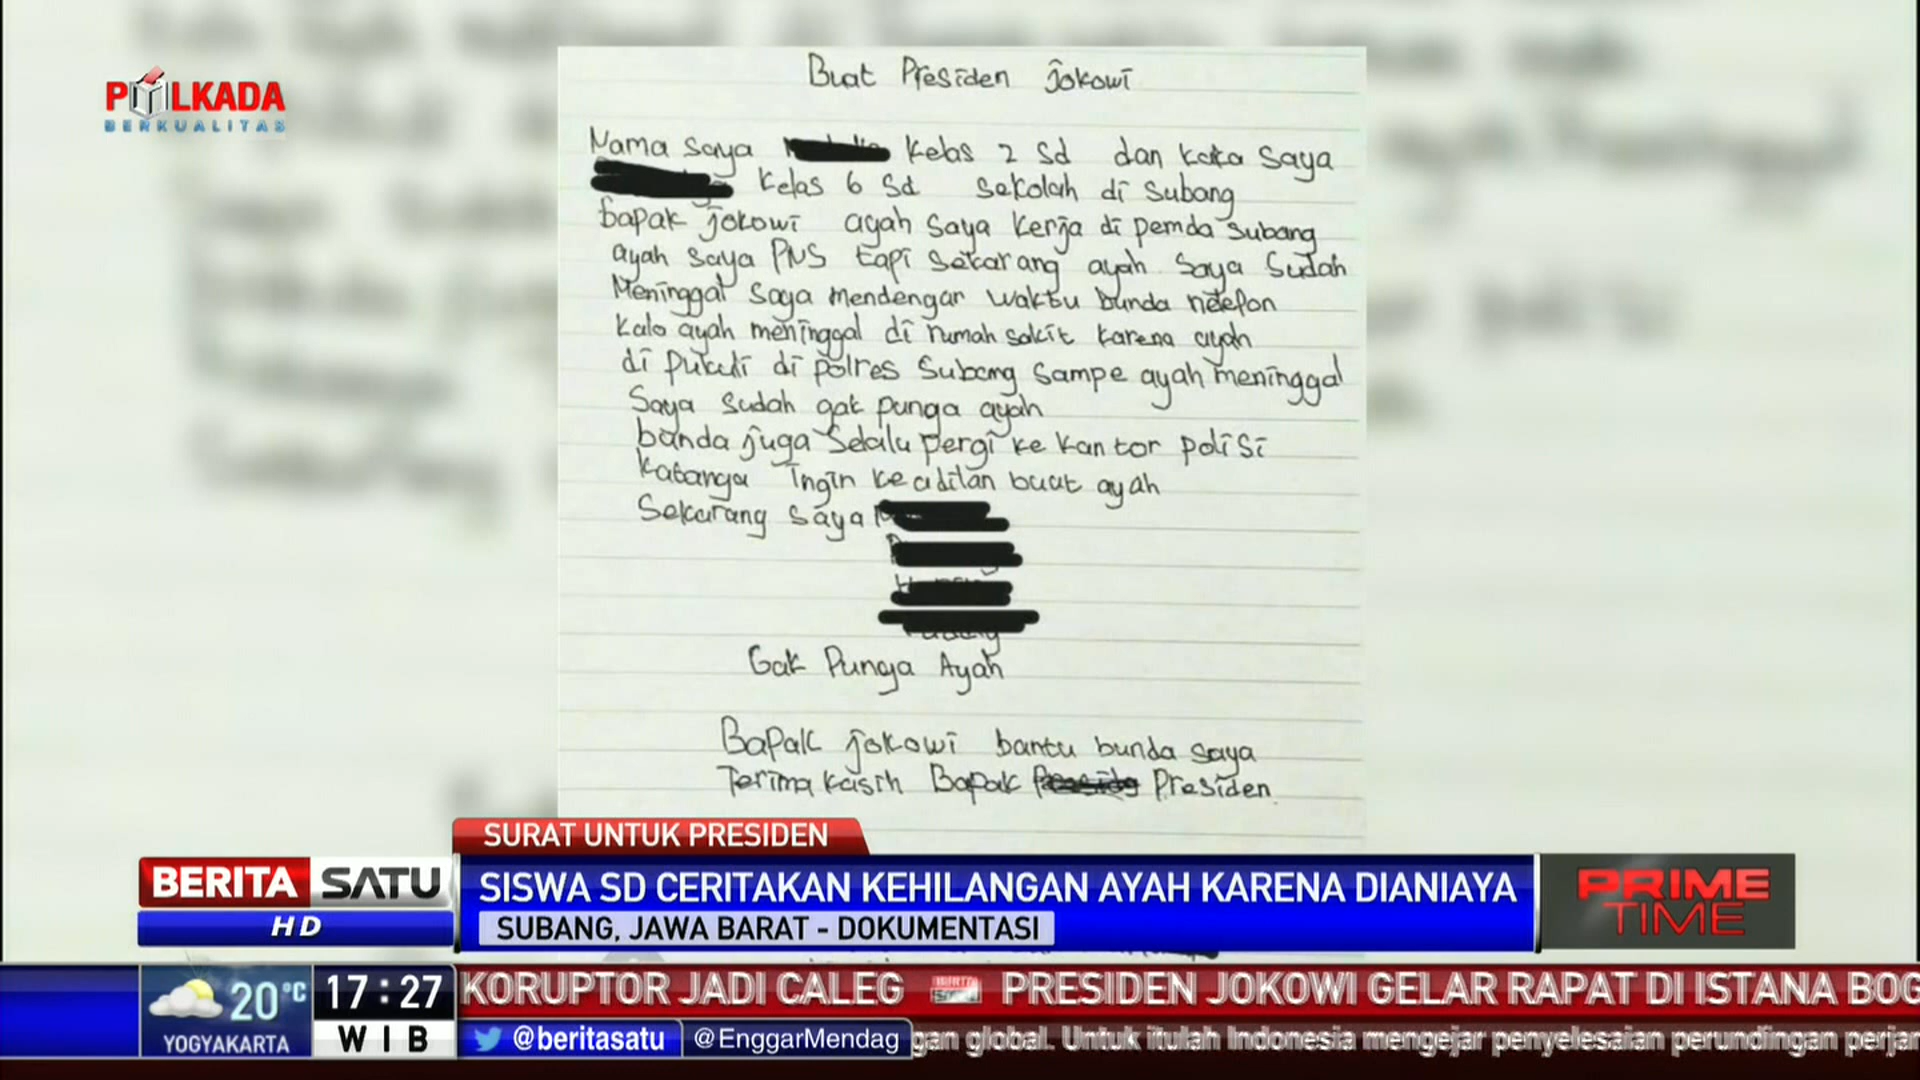 Buat Presiden jokowi
PILKADA
BERKUALITAS
Nama saya kelas 2 Sd dan kaka saya
kelas 6 Sd sekolah di subang
bapak jokowi ayah saya kerja di pemda subang
ayah saya PNS tapi sekarang ayah saya sudah
Meninggal saya mendengar waktu bunda nelefon
kalo ayah meninggal di rumah sakit karena ayah
di pukuli di polres subang sampe ayah meninggal
Saya sudah gak punga ayah
banda juga selalu pergi ke kantor polisi
katanga ingin keadilan buat ayah
Sekarang saya
Gak Punga Ayah
Bapak jokowi bantu bunda saya
Terima kasih Bapak Presiden
SURAT UNTUK PRESIDEN
BERITA SATU
HD
SISWA SD CERITAKAN KEHILANGAN AYAH KARENA DIANIAYA
SUBANG, JAWA BARAT - DOKUMENTASI
PRIME
TIME
20°C
YOGYAKARTA
17:27
WIB
KORUPTOR JADI CALEG BERITA SATU PRESIDEN JOKOWI GELAR RAPAT DI ISTANA BOG
@beritasatu @EnggarMendag gan global. Untuk itulah Indonesia mengejar penyelesaian perundingan perjan